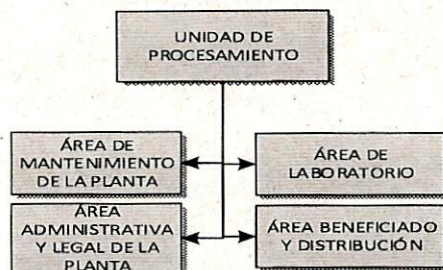 UNIDAD DE
PROCESAMIENTO
ÁREA DE
MANTENIMIENTO
DE LA PLANTA
ÁREA DE
LABORATORIO
ÁREA
ADMINISTRATIVA
Y LEGAL DE LA
PLANTA
ÁREA BENEFICIADO
Y DISTRIBUCIÓN